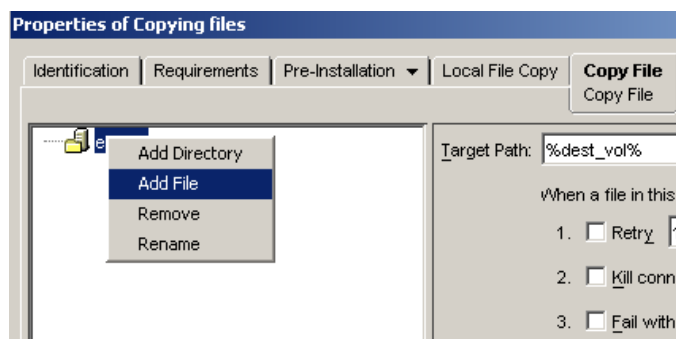 Properties of Copying files
Identification Requirements Pre-Installation Local File Copy Copy File
Copy File
Add Directory
Add File
Remove
Rename
Target Path: %dest_vol%
When a file in this
1. Retry
2. Kill conn
3. Fail with